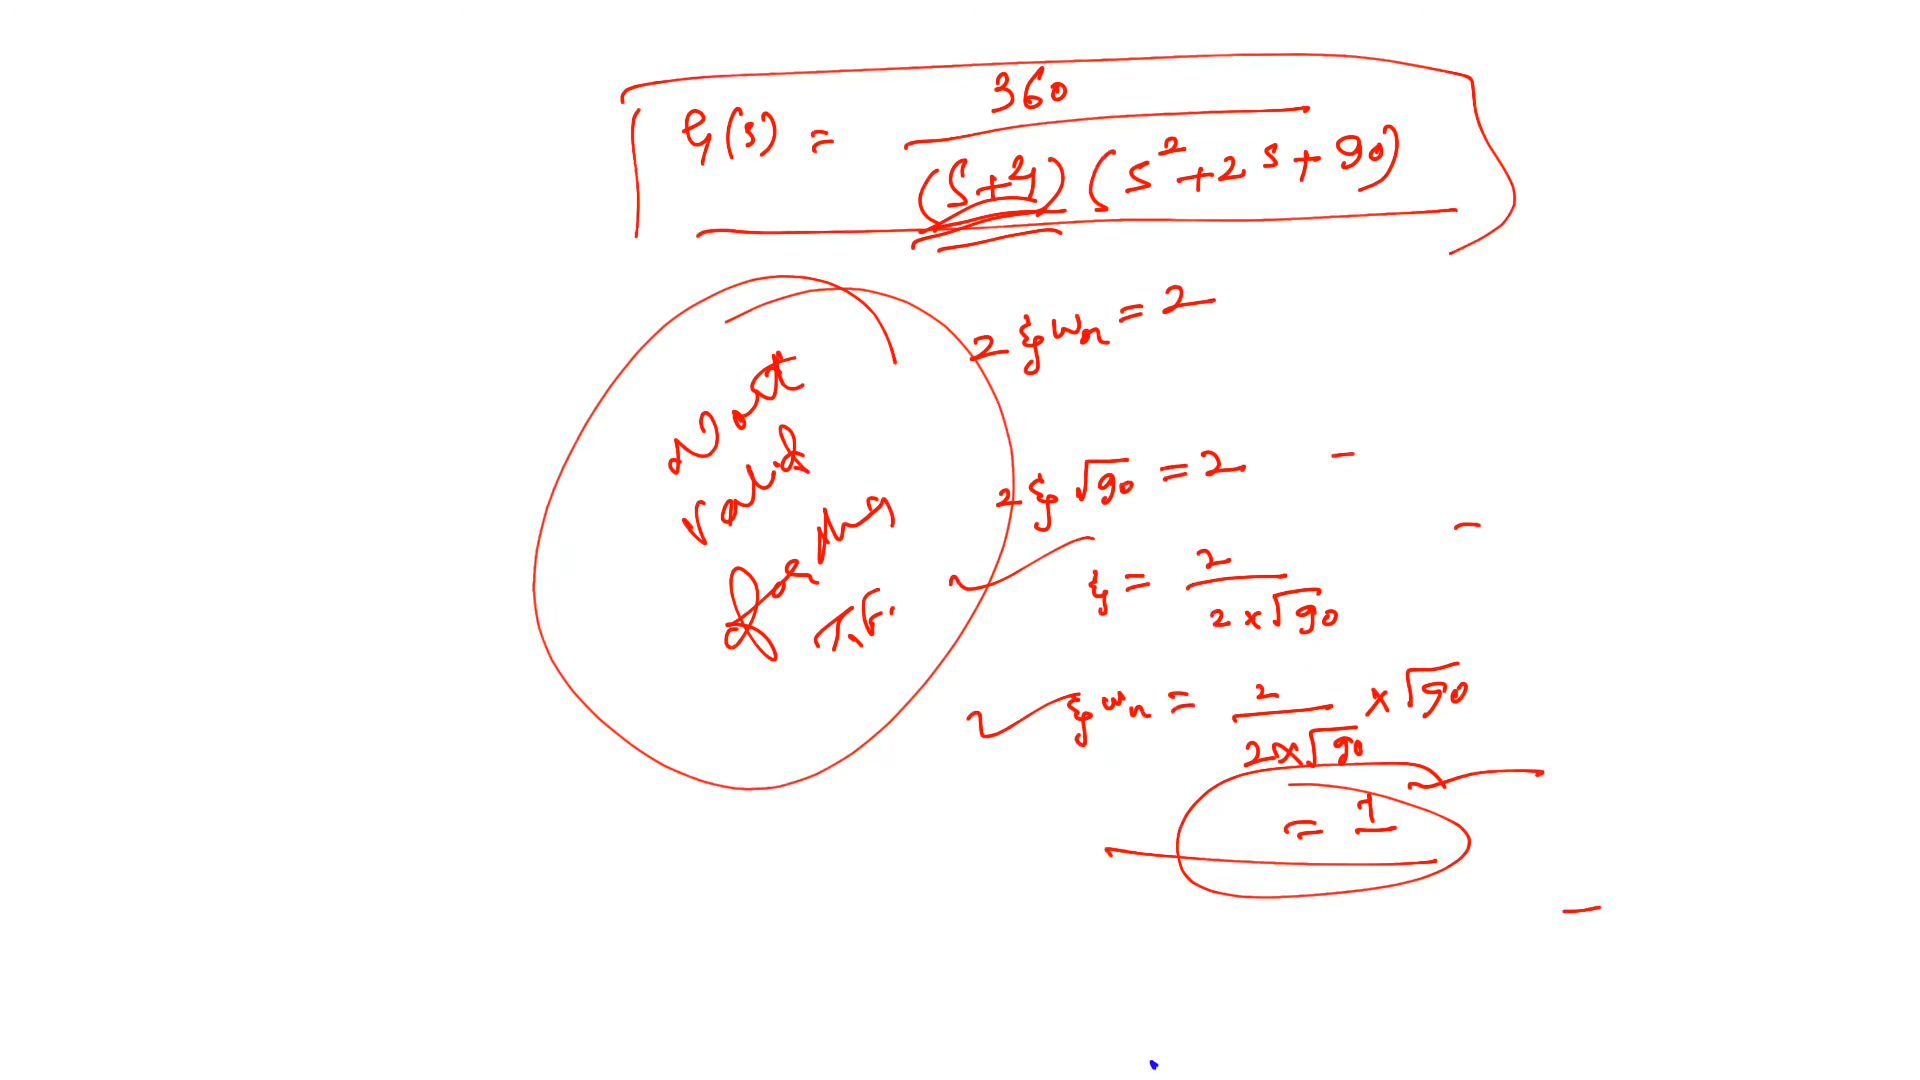 G(s) = 360 / (s+4) (s²+2s+90)
2ξωn = 2
2ξ√90 = 2
ξ = 2 / 2×√90
ξωn = 2 / 2×√90 × √90
= 1
Not
valid
for this
T.F.